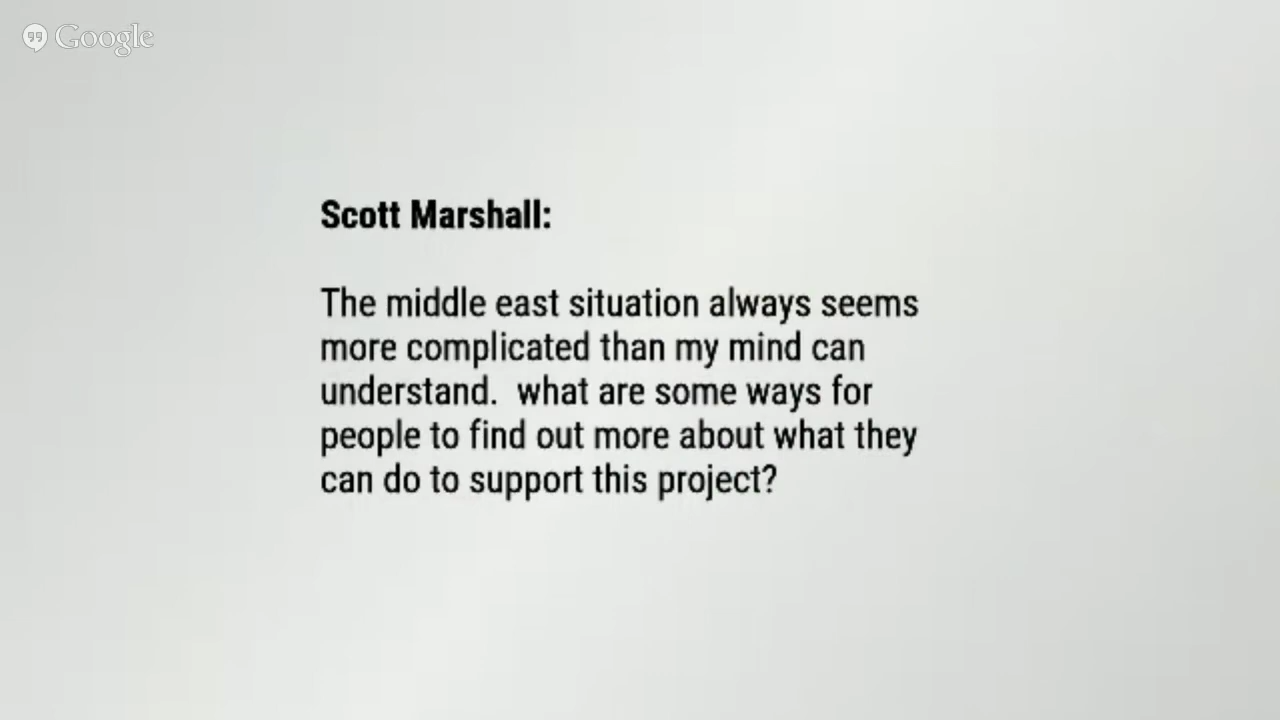 Google
Scott Marshall:
The middle east situation always seems
more complicated than my mind can
understand.  what are some ways for
people to find out more about what they
can do to support this project?